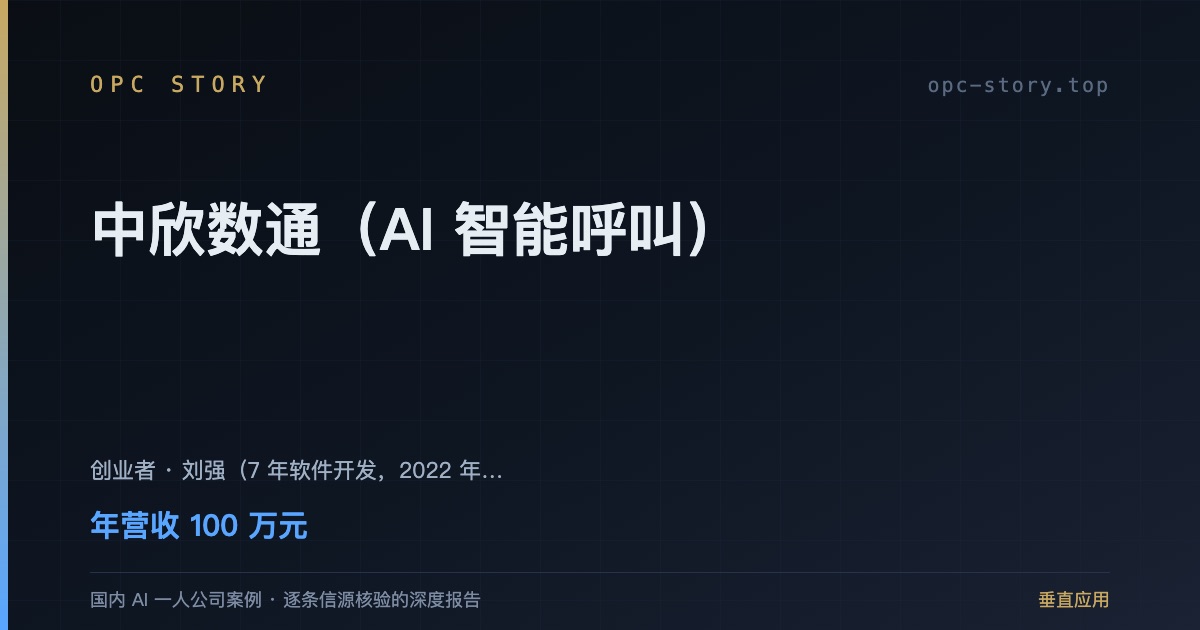 OPC STORY
opc-story.top
中欣数通（AI 智能呼叫）
创业者 · 刘强（7 年软件开发，2022 年...
年营收 100 万元
国内 AI 一人公司案例 · 逐条信源核验的深度报告
垂直应用